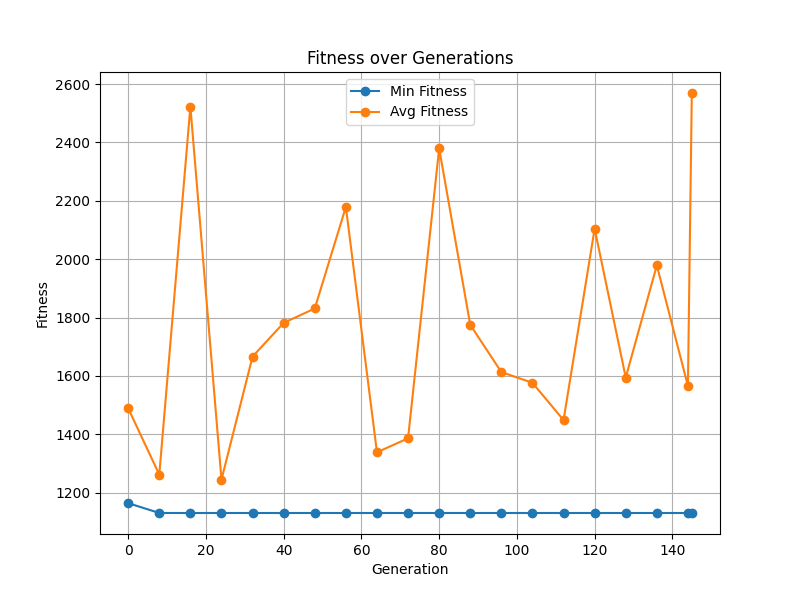 Fitness over Generations
Min Fitness
Avg Fitness
2600
2400
2200
2000
1800
1600
1400
1200
Fitness
0 20 40 60 80 100 120 140
Generation